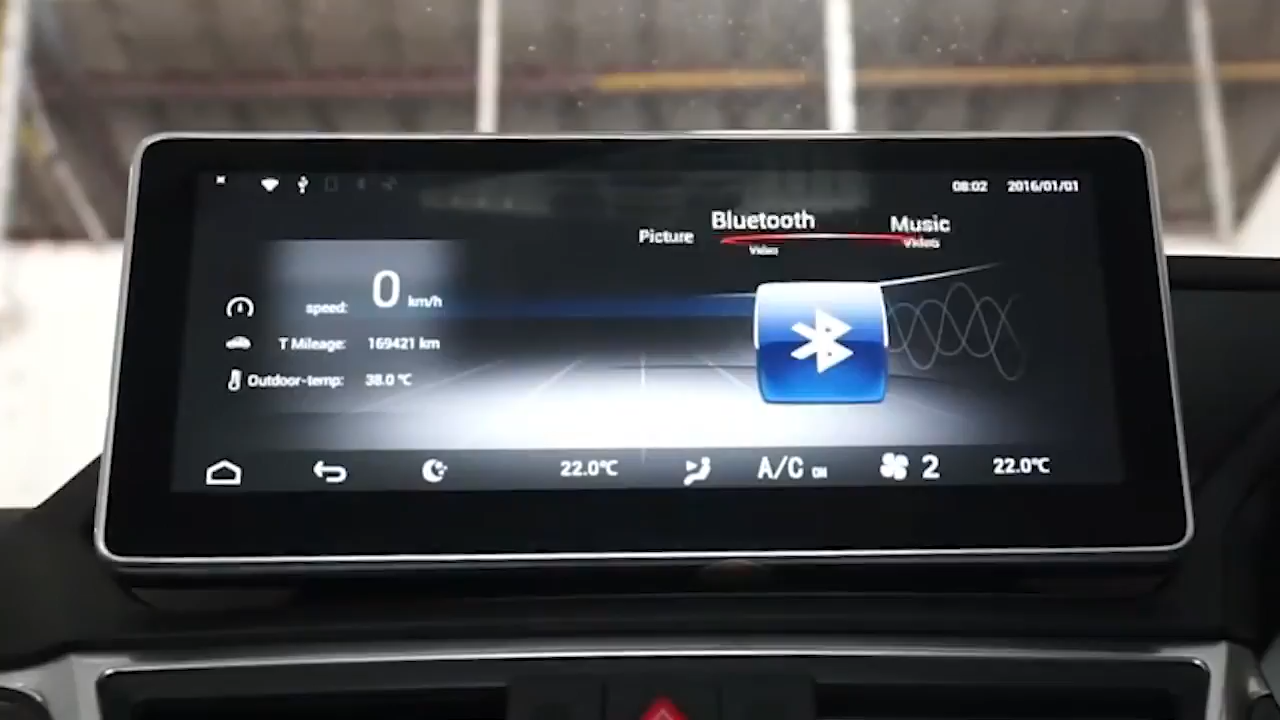 08:02 2016/01/01
Picture Bluetooth Music
Video Video
speed: 0 km/h
T Mileage: 169421 km
Outdoor-temp: 38.0 ℃
22.0℃ A/C ON 2 22.0℃